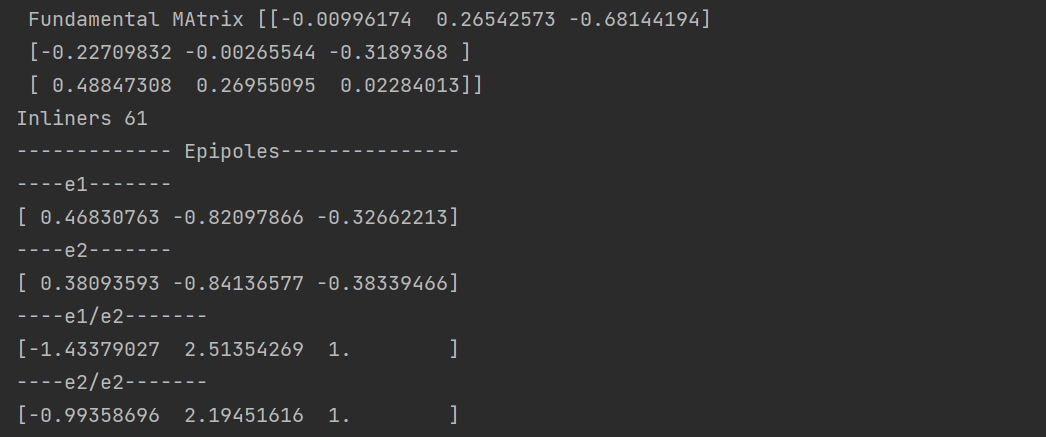 Fundamental MAtrix [[-0.00996174  0.26542573 -0.68144194]
 [-0.22709832 -0.00265544 -0.3189368 ]
 [ 0.48847308  0.26955095  0.02284013]]
Inliners 61
------------- Epipoles---------------
----e1-------
[ 0.46830763 -0.82097866 -0.32662213]
----e2-------
[ 0.38093593 -0.84136577 -0.38339466]
----e1/e2-------
[-1.43379027  2.51354269  1.        ]
----e2/e2-------
[-0.99358696  2.19451616  1.        ]